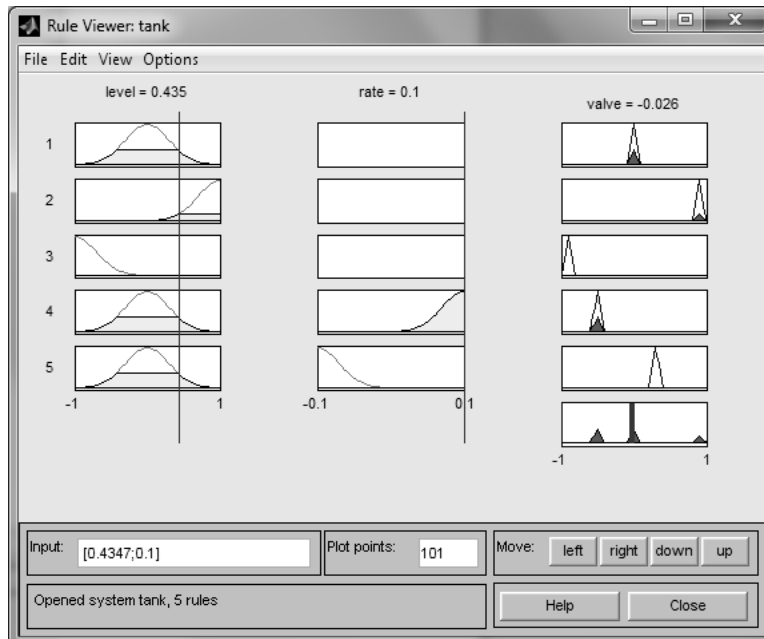 Rule Viewer: tank
File Edit View Options
level = 0.435 rate = 0.1 valve = -0.026
1
2
3
4
5
-1 1 -0.1 0.1
-1 1
Input: [0.4347;0.1] Plot points: 101 Move: left right down up
Opened system tank, 5 rules Help Close